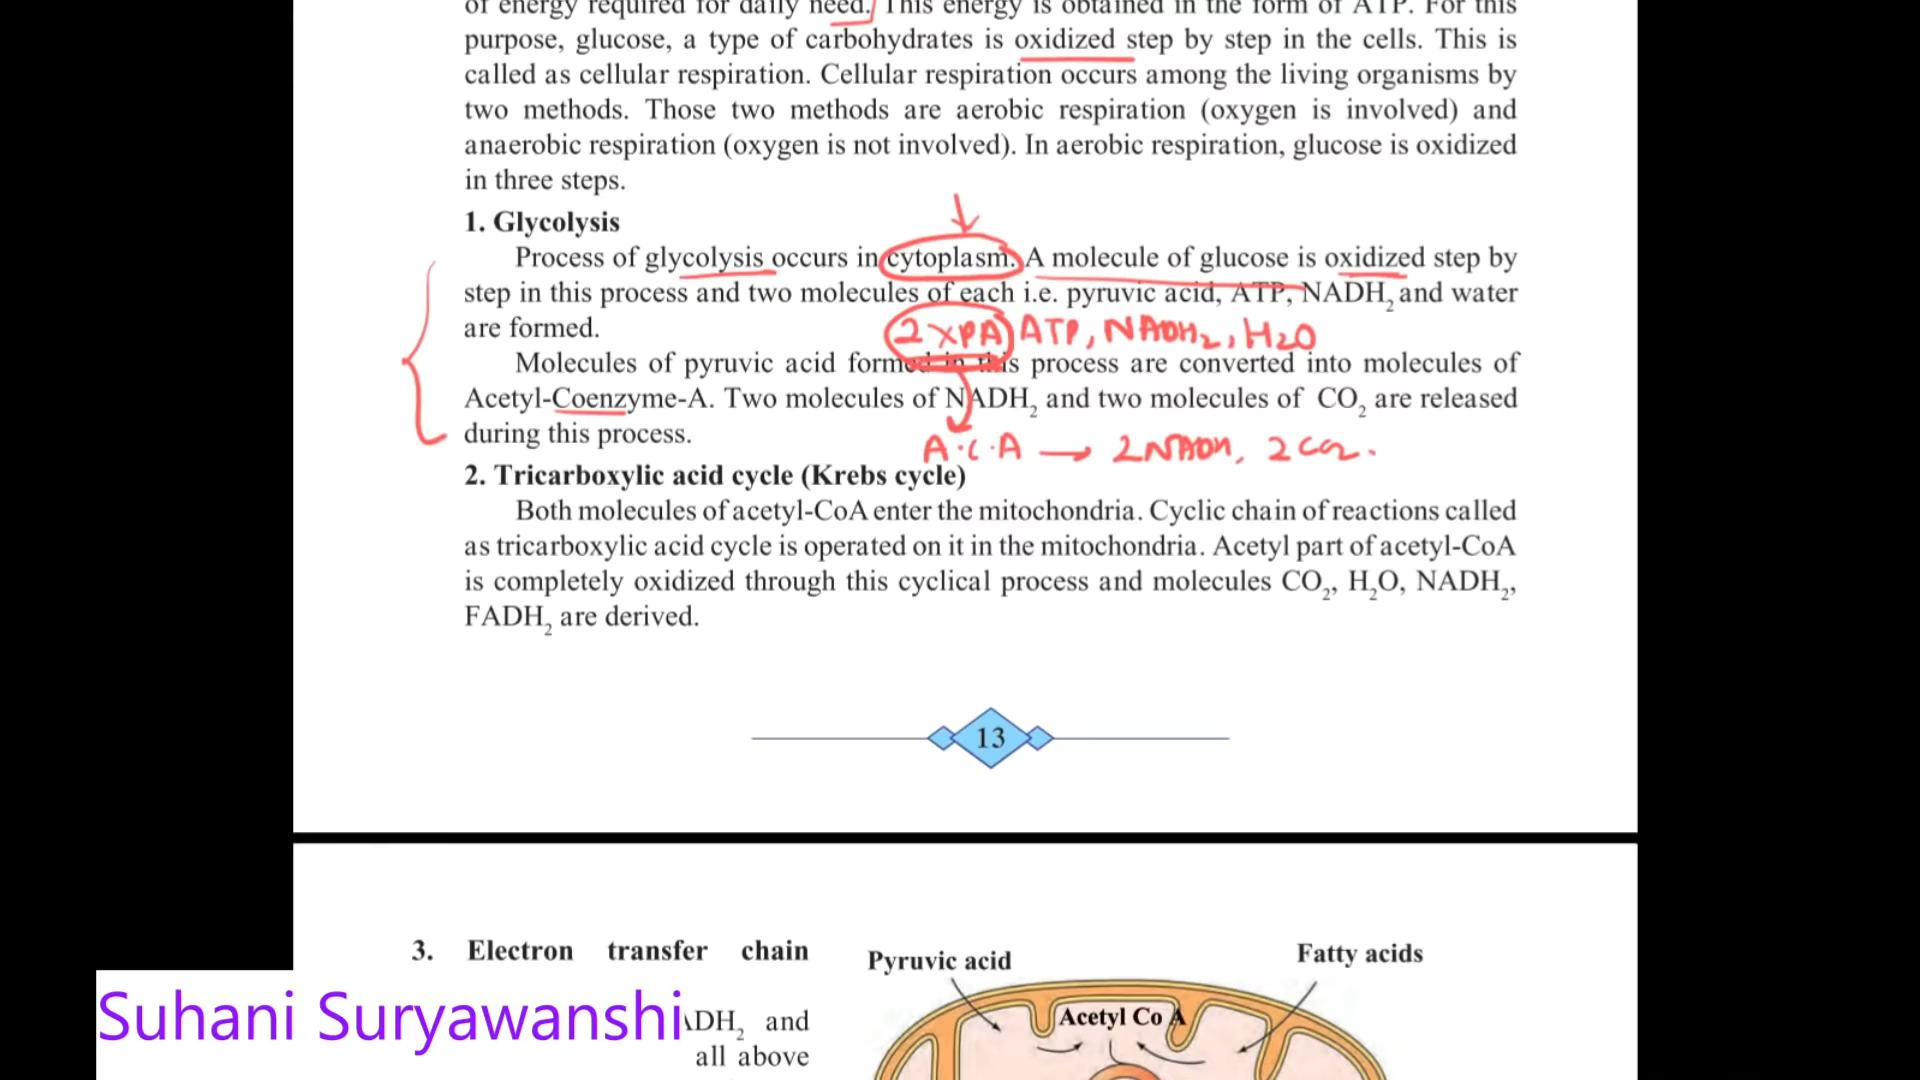 of energy required for daily need. This energy is obtained in the form of ATP. For this
purpose, glucose, a type of carbohydrates is oxidized step by step in the cells. This is
called as cellular respiration. Cellular respiration occurs among the living organisms by
two methods. Those two methods are aerobic respiration (oxygen is involved) and
anaerobic respiration (oxygen is not involved). In aerobic respiration, glucose is oxidized
in three steps.
1. Glycolysis
Process of glycolysis occurs in cytoplasm. A molecule of glucose is oxidized step by
step in this process and two molecules of each i.e. pyruvic acid, ATP, NADH₂ and water
are formed.
2 x PA ATP, NADH₂, H₂O
Molecules of pyruvic acid formed in this process are converted into molecules of
Acetyl-Coenzyme-A. Two molecules of NADH₂ and two molecules of CO₂ are released
during this process.
A.C.A → 2NADH, 2CO₂.
2. Tricarboxylic acid cycle (Krebs cycle)
Both molecules of acetyl-CoA enter the mitochondria. Cyclic chain of reactions called
as tricarboxylic acid cycle is operated on it in the mitochondria. Acetyl part of acetyl-CoA
is completely oxidized through this cyclical process and molecules CO₂, H₂O, NADH₂,
FADH₂ are derived.
13
3. Electron transfer chain
Pyruvic acid
Fatty acids
Acetyl Co A
Suhani Suryawanshi
ADH₂ and
all above